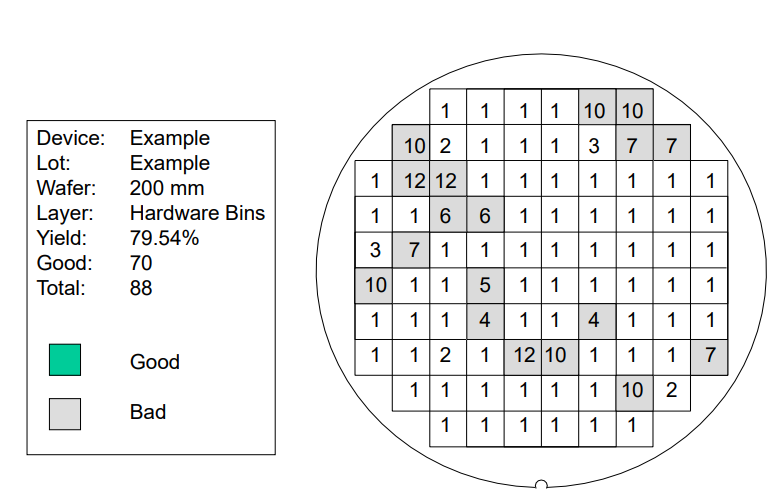 Device: Example
Lot: Example
Wafer: 200 mm
Layer: Hardware Bins
Yield: 79.54%
Good: 70
Total: 88
Good
Bad
1 1 1 1 10 10
10 2 1 1 1 3 7 7
1 12 12 1 1 1 1 1 1 1
1 1 6 6 1 1 1 1 1 1
3 7 1 1 1 1 1 1 1 1
10 1 1 5 1 1 1 1 1 1
1 1 1 4 1 1 4 1 1 1
1 1 2 1 12 10 1 1 1 7
1 1 1 1 1 1 10 2
1 1 1 1 1 1